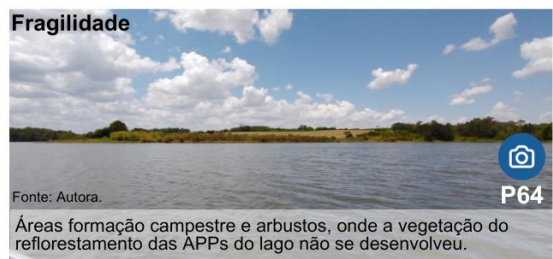 Fragilidade
Fonte: Autora.
P64
Áreas formação campestre e arbustos, onde a vegetação do
reflorestamento das APPs do lago não se desenvolveu.